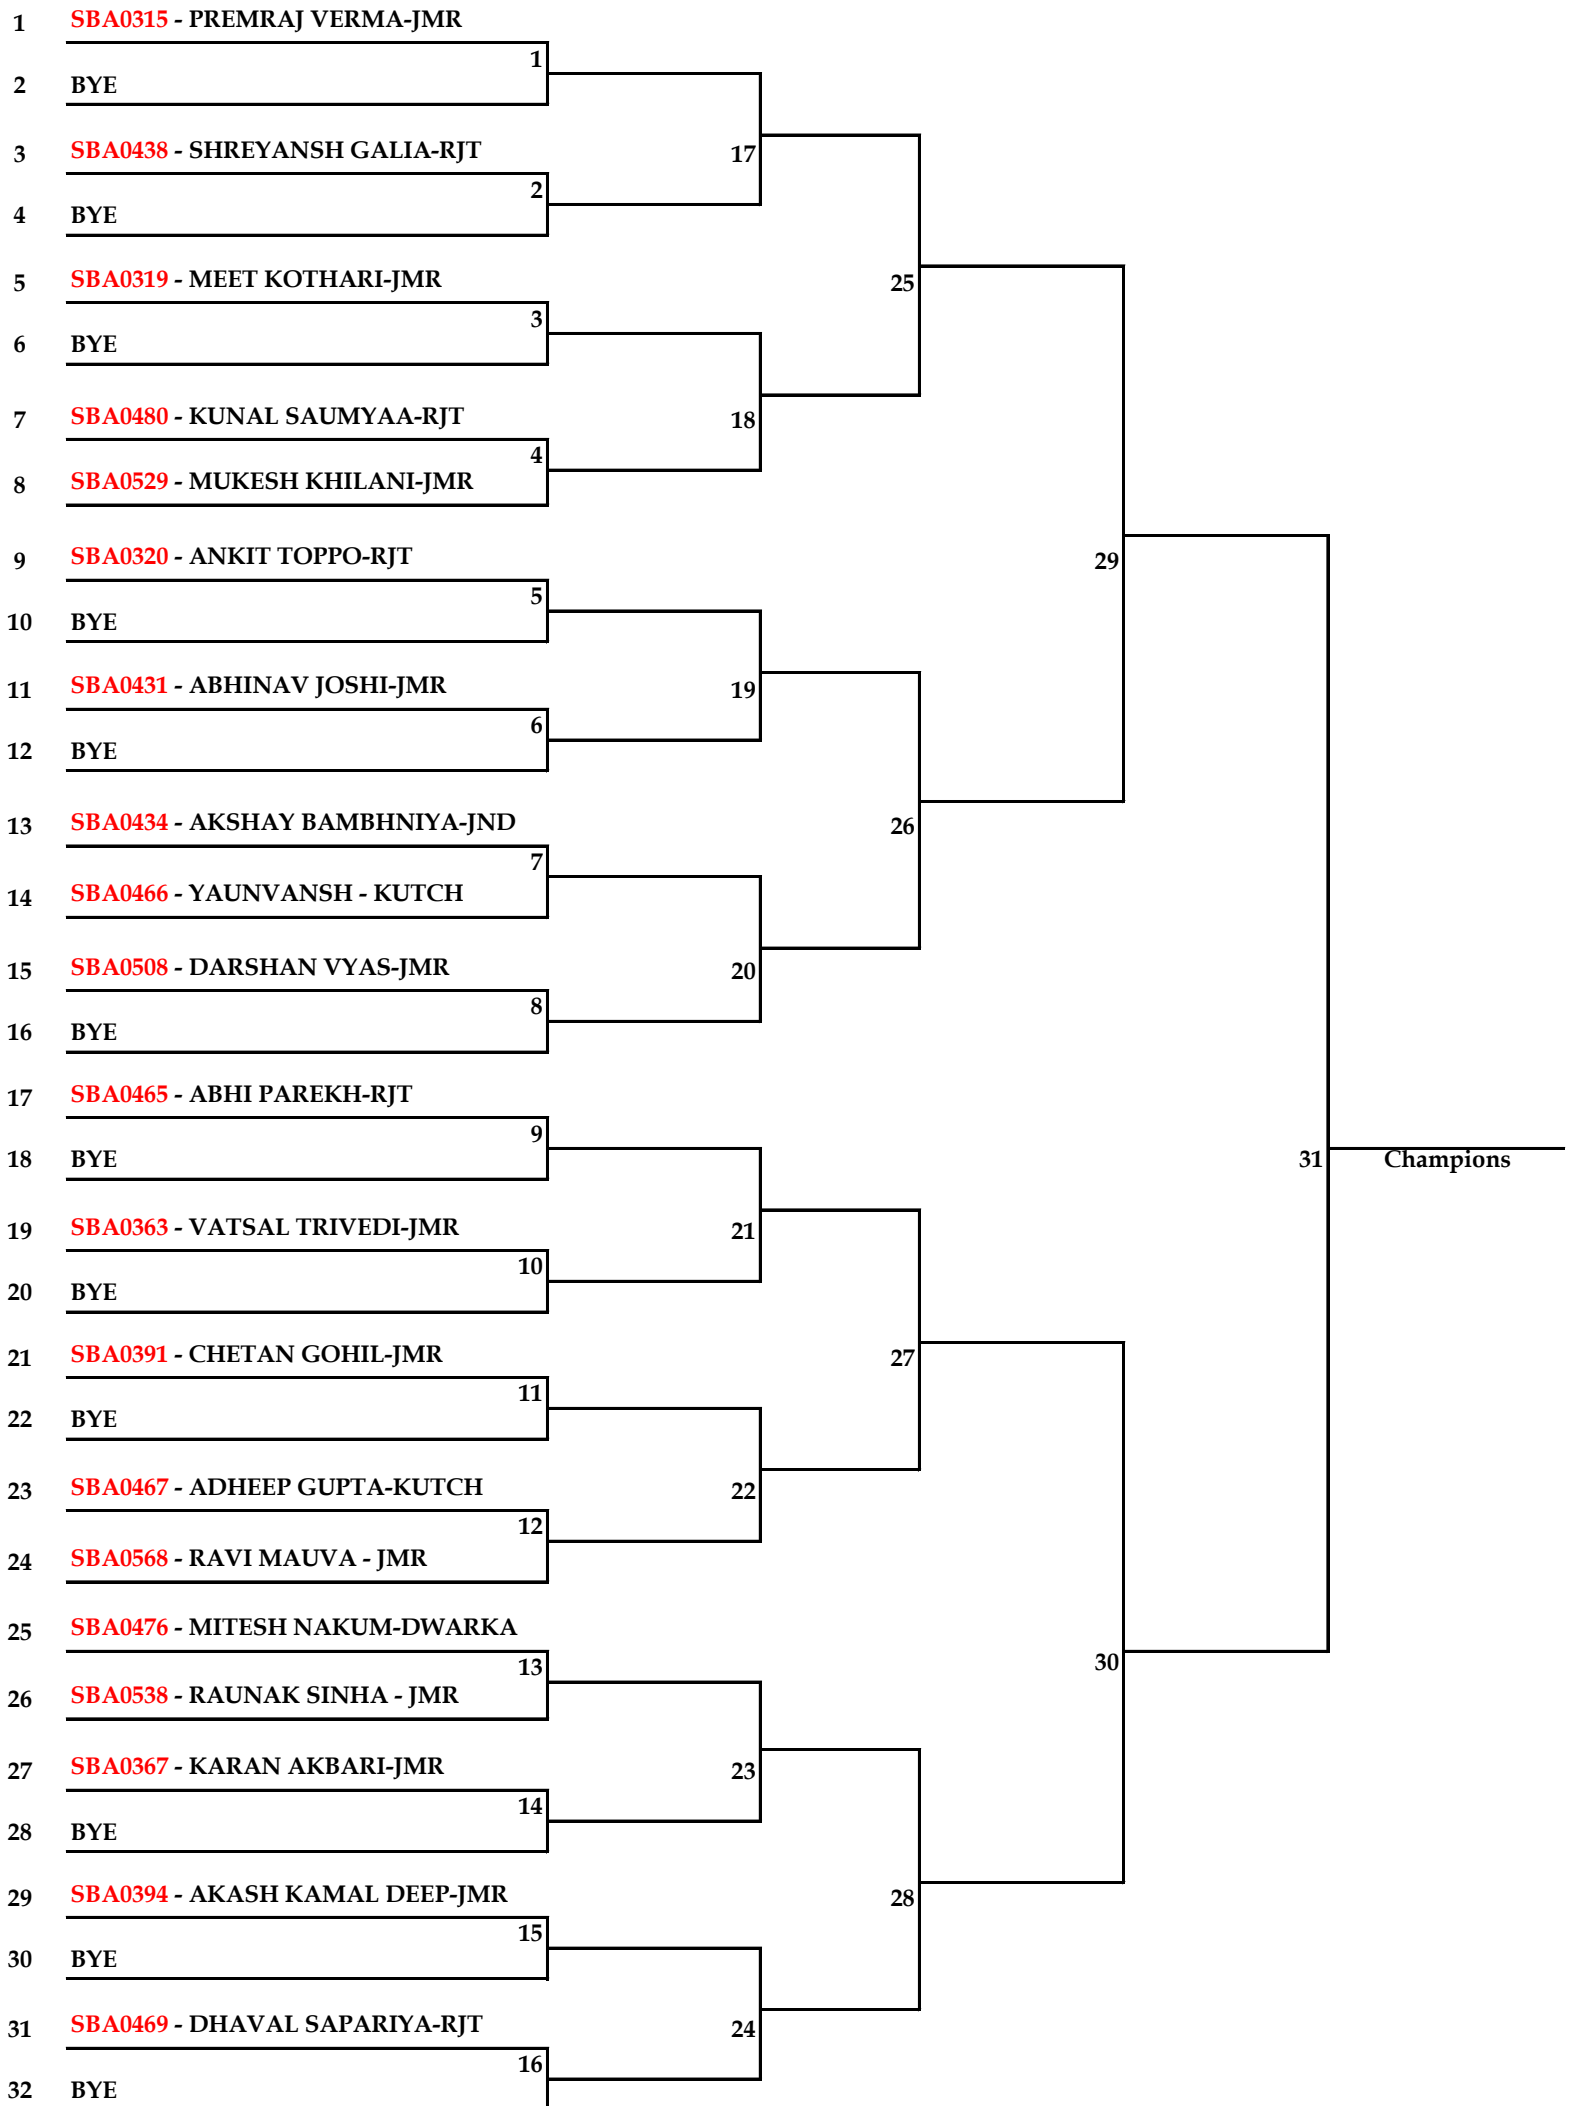 1 SBA0315 - PREMRAJ VERMA-JMR
1
2 BYE
3 SBA0438 - SHREYANSH GALIA-RJT 17
2
4 BYE
5 SBA0319 - MEET KOTHARI-JMR 25
3
6 BYE
7 SBA0480 - KUNAL SAUMYAA-RJT 18
4
8 SBA0529 - MUKESH KHILANI-JMR
9 SBA0320 - ANKIT TOPPO-RJT 29
5
10 BYE
11 SBA0431 - ABHINAV JOSHI-JMR 19
6
12 BYE
13 SBA0434 - AKSHAY BAMBHNIYA-JND 26
7
14 SBA0466 - YAUNVANSH - KUTCH
15 SBA0508 - DARSHAN VYAS-JMR 20
8
16 BYE
17 SBA0465 - ABHI PAREKH-RJT
9
18 BYE 31 Champions
19 SBA0363 - VATSAL TRIVEDI-JMR 21
10
20 BYE
21 SBA0391 - CHETAN GOHIL-JMR 27
11
22 BYE
23 SBA0467 - ADHEEP GUPTA-KUTCH 22
12
24 SBA0568 - RAVI MAUVA - JMR
25 SBA0476 - MITESH NAKUM-DWARKA
13 30
26 SBA0538 - RAUNAK SINHA - JMR
27 SBA0367 - KARAN AKBARI-JMR 23
14
28 BYE
29 SBA0394 - AKASH KAMAL DEEP-JMR 28
15
30 BYE
31 SBA0469 - DHAVAL SAPARIYA-RJT 24
16
32 BYE